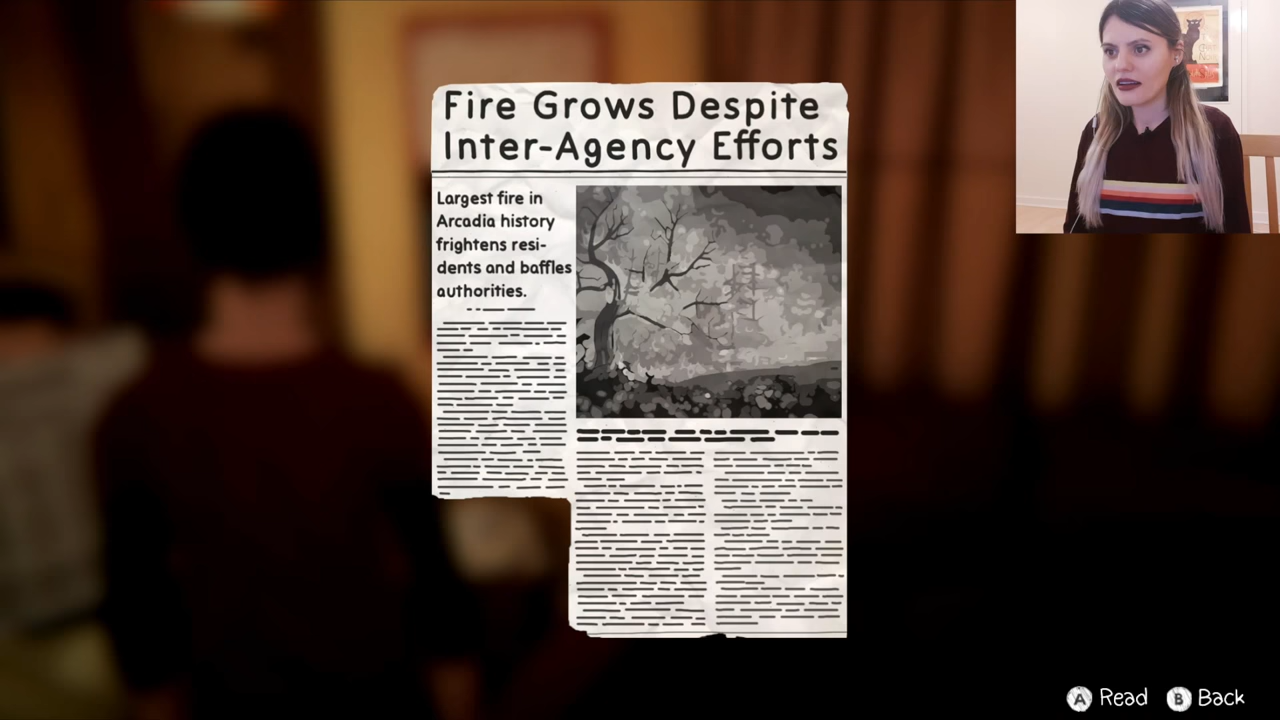 Fire Grows Despite
Inter-Agency Efforts
Largest fire in
Arcadia history
frightens resi-
dents and baffles
authorities.
A Read B Back